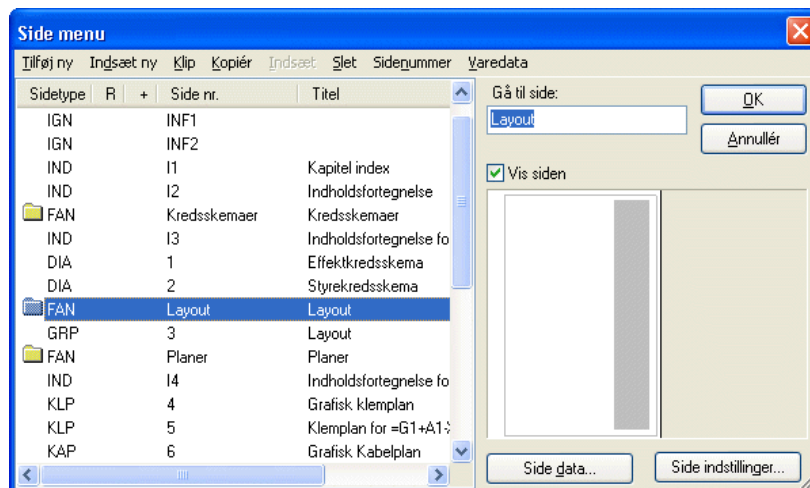 Side menu
Tilføj ny Indsæt ny Klip Kopiér Indsæt Slet Sidenummer Varedata
Sidetype R + Side nr. Titel
IGN INF1
IGN INF2
IND I1 Kapitel index
IND I2 Indholdsfortegnelse
FAN Kredsskemaer Kredsskemaer
IND I3 Indholdsfortegnelse fo
DIA 1 Effektkredsskema
DIA 2 Styrekredsskema
FAN Layout Layout
GRP 3 Layout
FAN Planer Planer
IND I4 Indholdsfortegnelse fo
KLP 4 Grafisk klemplan
KLP 5 Klemplan for =G1+A1-X
KAP 6 Grafisk Kabelplan
Gå til side:
Layout
OK
Annullér
Vis siden
Side data...
Side indstillinger...